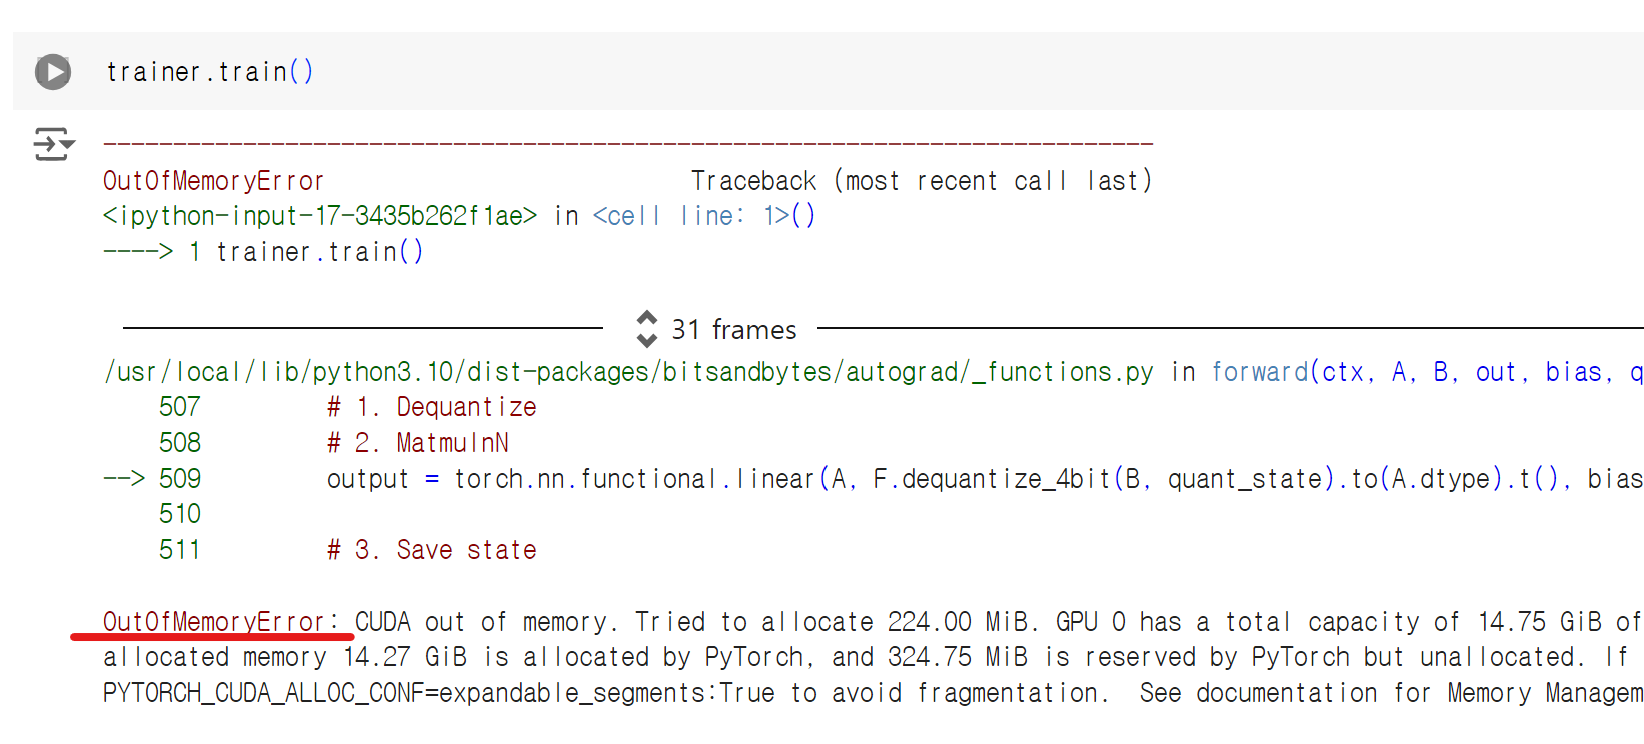 trainer.train()
---------------------------------------------------------------------------
OutOfMemoryError                          Traceback (most recent call last)
<ipython-input-17-3435b262f1ae> in <cell line: 1>()
----> 1 trainer.train()
31 frames
/usr/local/lib/python3.10/dist-packages/bitsandbytes/autograd/_functions.py in forward(ctx, A, B, out, bias, q
507         # 1. Dequantize
508         # 2. MatmulnN
--> 509         output = torch.nn.functional.linear(A, F.dequantize_4bit(B, quant_state).to(A.dtype).t(), bias
510
511         # 3. Save state
OutOfMemoryError: CUDA out of memory. Tried to allocate 224.00 MiB. GPU 0 has a total capacity of 14.75 GiB of
allocated memory 14.27 GiB is allocated by PyTorch, and 324.75 MiB is reserved by PyTorch but unallocated. If
PYTORCH_CUDA_ALLOC_CONF=expandable_segments:True to avoid fragmentation.  See documentation for Memory Managem